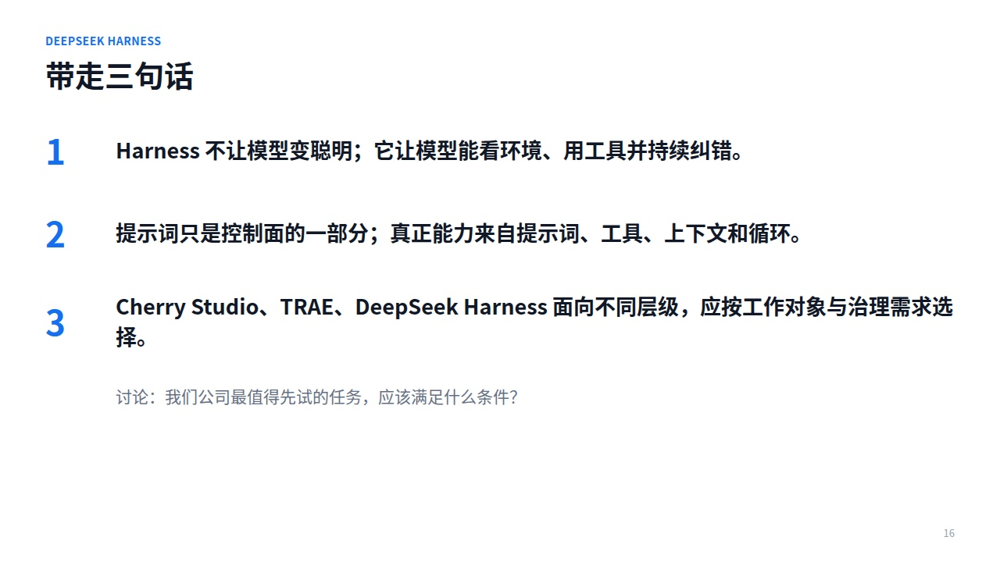 DEEPSEEK HARNESS
带走三句话
1
Harness 不让模型变聪明；它让模型能看环境、用工具并持续纠错。
2
提示词只是控制面的一部分；真正能力来自提示词、工具、上下文和循环。
3
Cherry Studio、TRAE、DeepSeek Harness 面向不同层级，应按工作对象与治理需求选
择。
讨论：我们公司最值得先试的任务，应该满足什么条件？
16